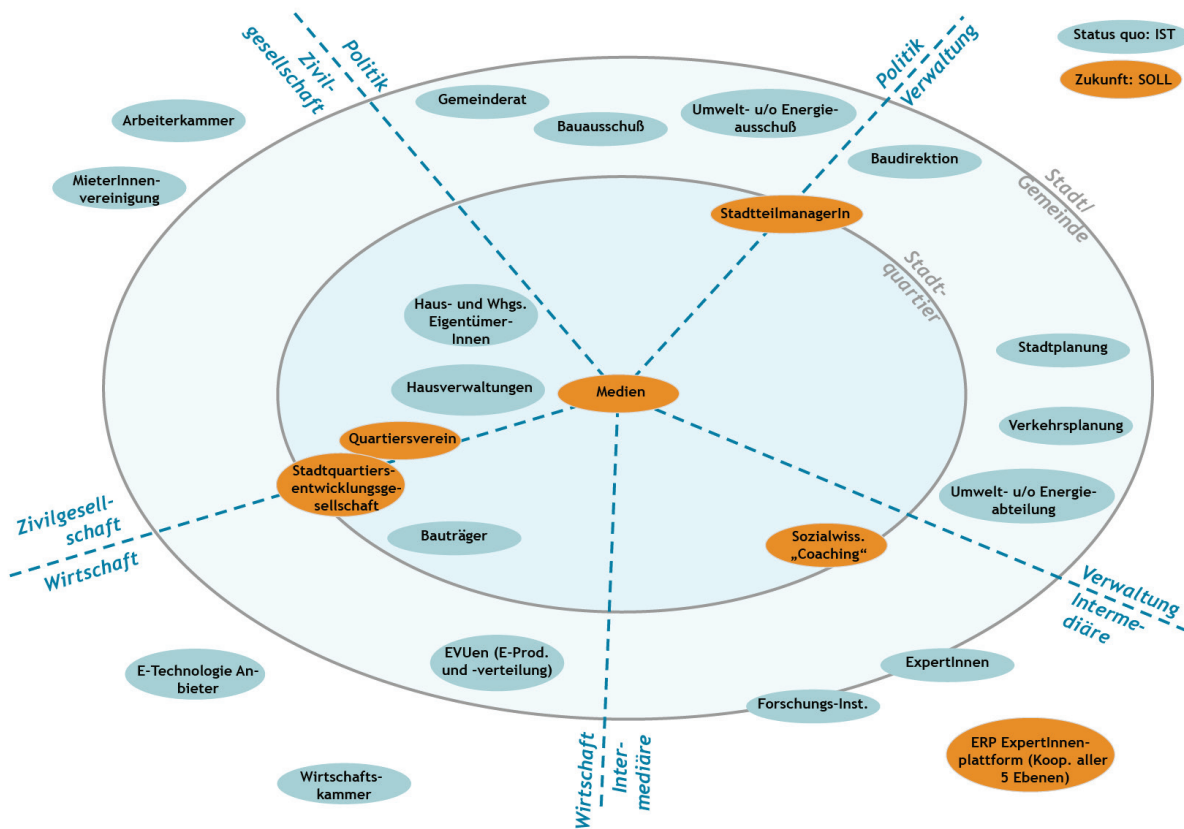 Status quo: IST
Zukunft: SOLL
Politik
Zivil-
gesellschaft
Politik
Verwaltung
Gemeinderat
Bauausschuß
Umwelt- u/o Energie-
ausschuß
Baudirektion
Arbeiterkammer
MieterInnen-
vereinigung
Stadt/
Gemeinde
StadtteilmanagerIn
Stadt-
quartier
Haus- und Whgs.
Eigentümer-
Innen
Hausverwaltungen
Medien
Stadtplanung
Verkehrsplanung
Umwelt- u/o Energie-
abteilung
Quartiersverein
Stadtquartiers-
entwicklungsge-
sellschaft
Zivilgesell-
schaft
Wirtschaft
Bauträger
Sozialwiss.
„Coaching“
Verwaltung
Interme-
diäre
E-Technologie An-
bieter
EVUen (E-Prod.
und -verteilung)
ExpertInnen
Forschungs-Inst.
Wirtschaft
Inter-
mediäre
ERP ExpertInnen-
plattform (Koop. aller
5 Ebenen)
Wirtschafts-
kammer